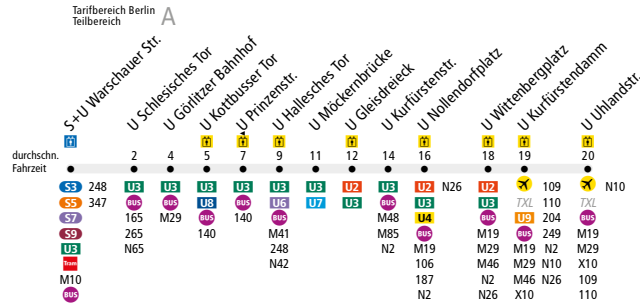 Tarifbereich Berlin
Teilbereich A
S+U Warschauer Str.
U Schlesisches Tor
U Görlitzer Bahnhof
U Kottbusser Tor
U Prinzenstr.
U Hallesches Tor
U Möckernbrücke
U Gleisdreieck
U Kurfürstenstr.
U Nollendorfplatz
U Wittenbergplatz
U Kurfürstendamm
U Uhlandstr.
durchschn. 2 4 5 7 9 11 12 14 16 18 19 20
Fahrzeit
S3 248 U3 U3 U3 U3 U3 U3 U2 U3 U2 N26 U2 109 N10
S5 347 BUS BUS U8 BUS U6 U7 U3 BUS U3 U3 TXL 110 TXL
S7 165 M29 BUS 140 BUS M48 U4 BUS U9 204 BUS
S9 265 140 M41 M85 BUS M19 BUS 249 M19
U3 N65 248 N2 M19 M29 M19 N2 M29
Tram N42 106 M46 M29 N10 X10
M10 187 N2 M46 N26 109
BUS N2 N26 X10 110